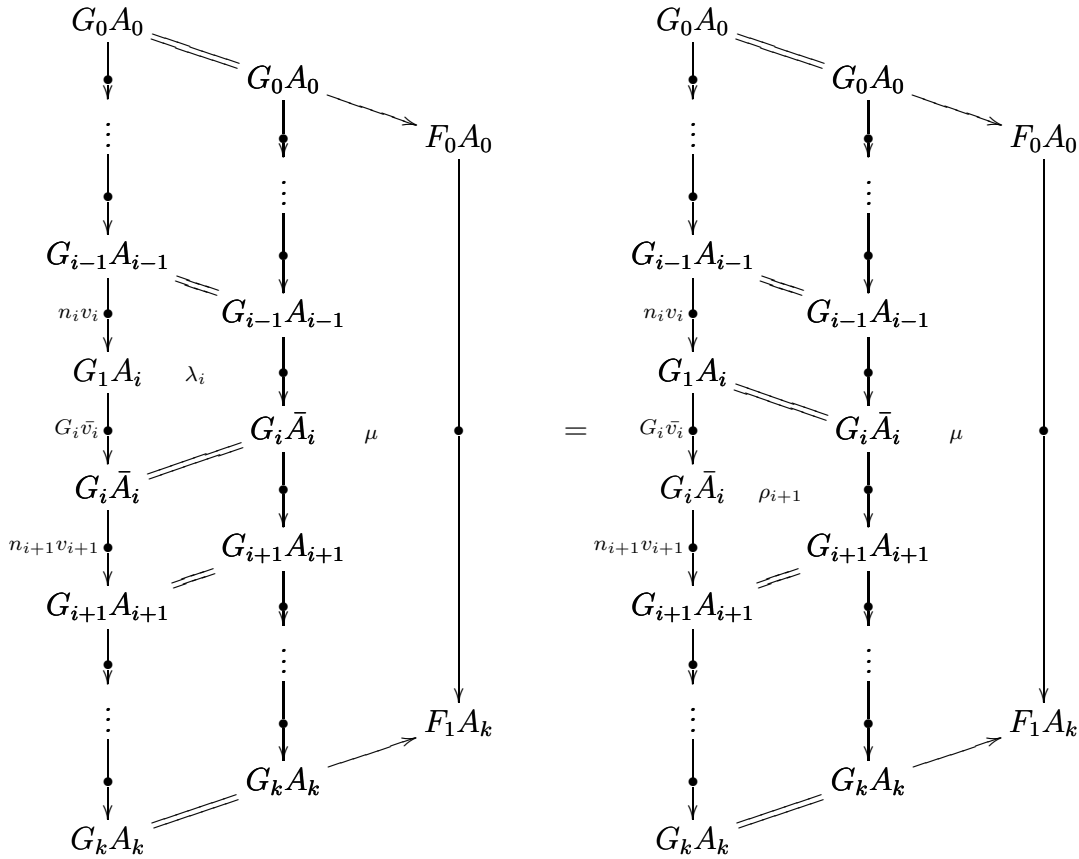 G_0A_0 G_0A_0
G_0A_0 G_0A_0
F_0A_0 F_0A_0
⋮ ⋮
⋮ ⋮
G_{i-1}A_{i-1} G_{i-1}A_{i-1}
n_iv_i G_{i-1}A_{i-1} n_iv_i G_{i-1}A_{i-1}
G_1A_i λ_i G_1A_i
G_i\bar{v_i} G_i\bar{A}_i μ = G_i\bar{v_i} G_i\bar{A}_i μ
G_i\bar{A}_i G_i\bar{A}_i ρ_{i+1}
n_{i+1}v_{i+1} G_{i+1}A_{i+1} n_{i+1}v_{i+1} G_{i+1}A_{i+1}
G_{i+1}A_{i+1} G_{i+1}A_{i+1}
⋮ ⋮
⋮ F_1A_k ⋮ F_1A_k
G_kA_k G_kA_k
G_kA_k G_kA_k